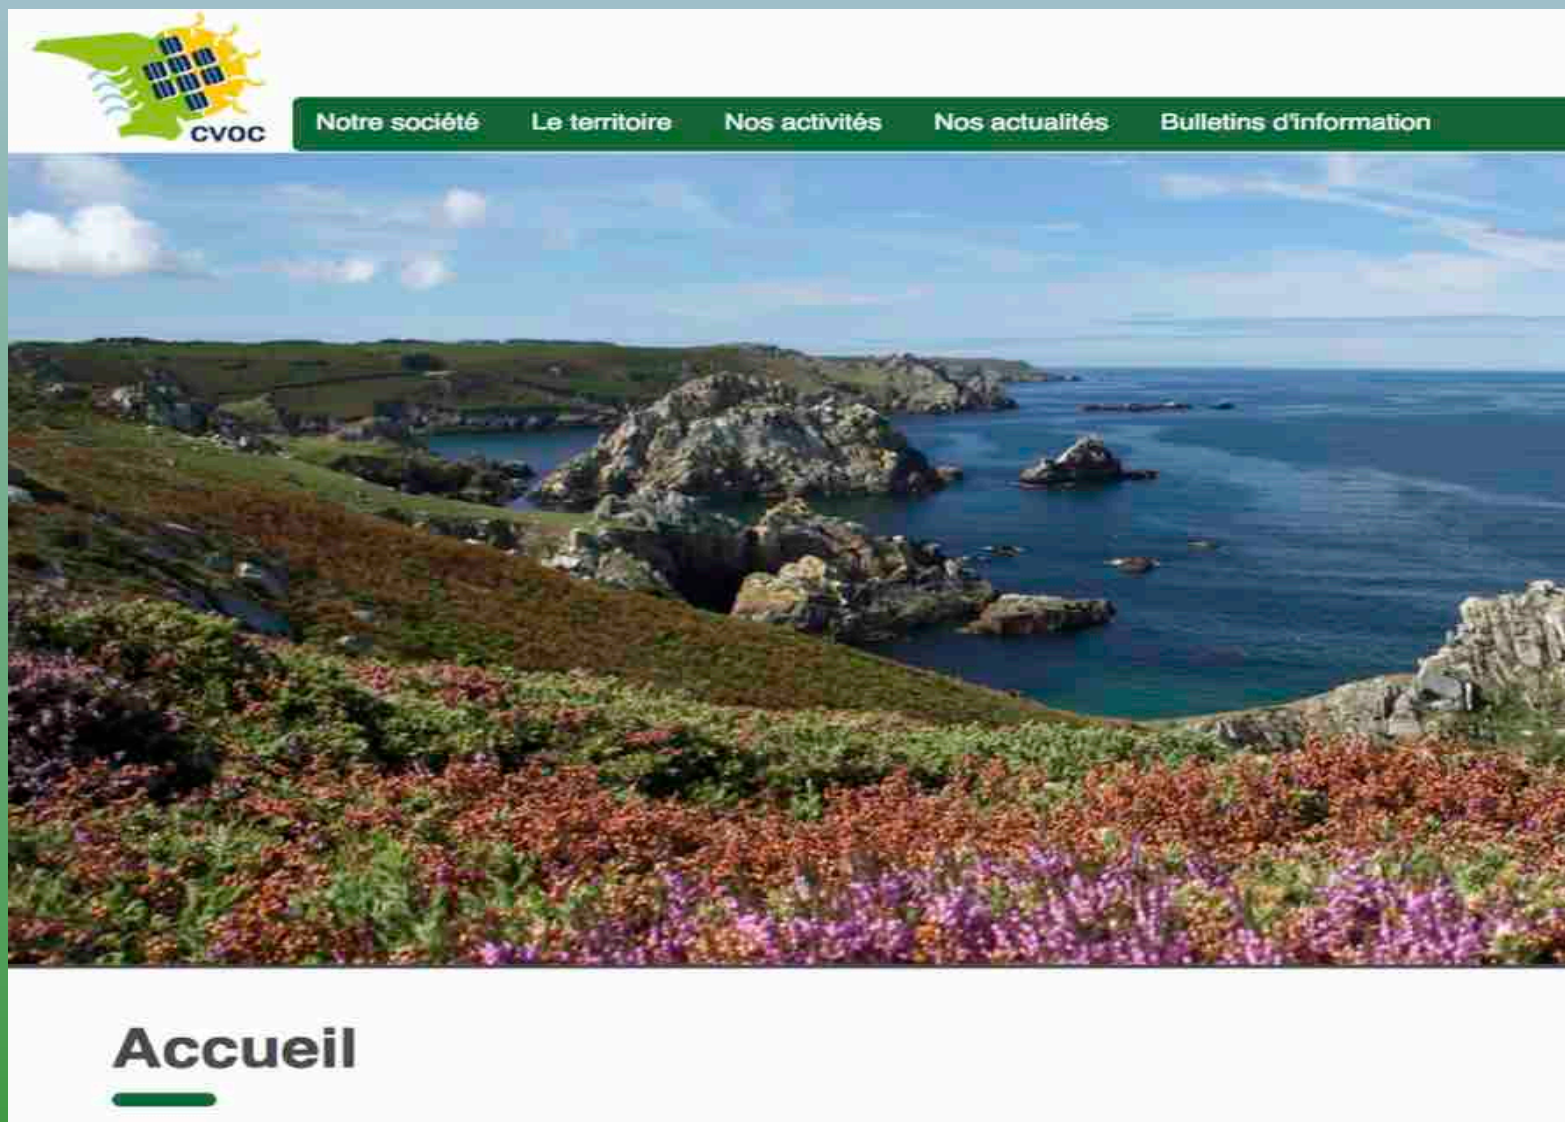 CVOC
Notre société Le territoire Nos activités Nos actualités Bulletins d'information
Accueil